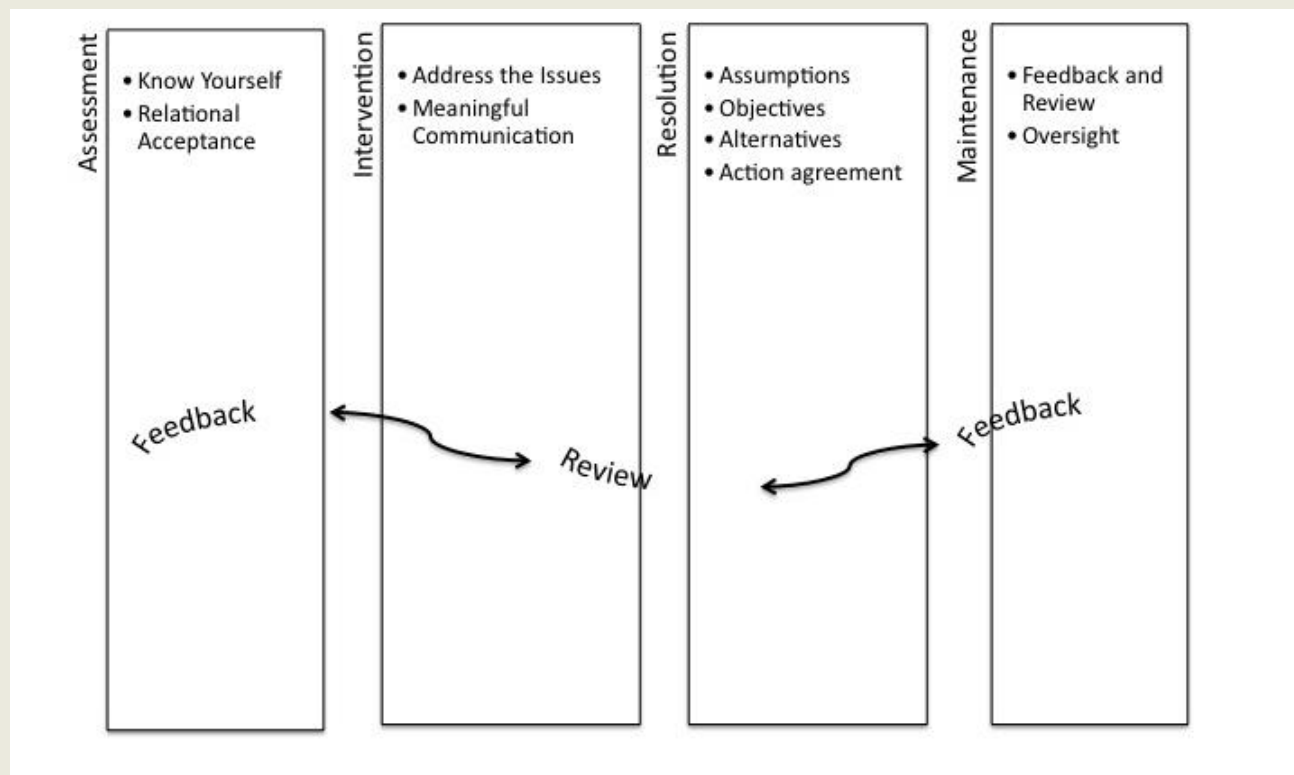 Assessment
• Know Yourself
• Relational
Acceptance
Intervention
• Address the Issues
• Meaningful
Communication
Resolution
• Assumptions
• Objectives
• Alternatives
• Action agreement
Maintenance
• Feedback and
Review
• Oversight
Feedback
Review
Feedback